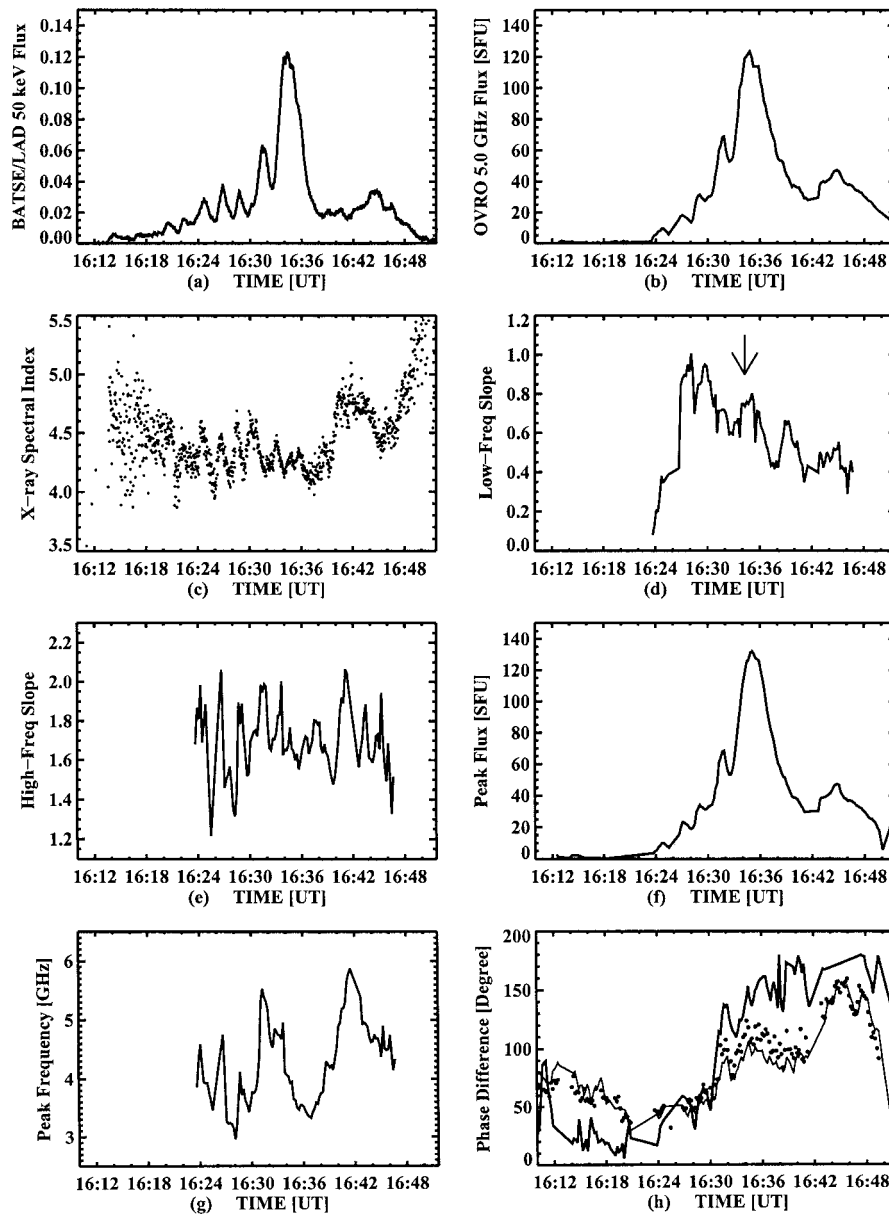 BATSE/LAD 50 keV Flux
0.14
0.12
0.10
0.08
0.06
0.04
0.02
0.00
16:12 16:18 16:24 16:30 16:36 16:42 16:48
(a) TIME [UT]
OVRO 5.0 GHz Flux [SFU]
140
120
100
80
60
40
20
0
16:12 16:18 16:24 16:30 16:36 16:42 16:48
(b) TIME [UT]
X-ray Spectral Index
5.5
5.0
4.5
4.0
3.5
16:12 16:18 16:24 16:30 16:36 16:42 16:48
(c) TIME [UT]
Low-Freq Slope
1.2
1.0
0.8
0.6
0.4
0.2
0.0
16:12 16:18 16:24 16:30 16:36 16:42 16:48
(d) TIME [UT]
High-Freq Slope
2.2
2.0
1.8
1.6
1.4
1.2
16:12 16:18 16:24 16:30 16:36 16:42 16:48
(e) TIME [UT]
Peak Flux [SFU]
140
120
100
80
60
40
20
0
16:12 16:18 16:24 16:30 16:36 16:42 16:48
(f) TIME [UT]
Peak Frequency [GHz]
6
5
4
3
16:12 16:18 16:24 16:30 16:36 16:42 16:48
(g) TIME [UT]
Phase Difference [Degree]
200
150
100
50
0
16:12 16:18 16:24 16:30 16:36 16:42 16:48
(h) TIME [UT]